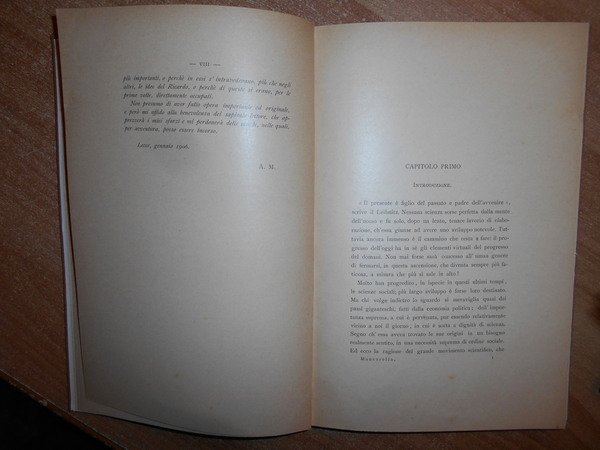 — VIII —
più importanti, e perchè in essi s' intravedevano, più che negli
altri, le idee del Ricardo, e perchè di queste si erano, per le
prime volte, direttamente occupati.
Non presumo di aver fatto opera importante ed originale,
e però mi affido alla benevolenza del sapiente lettore, che ap-
prezzerà i miei sforzi e mi perdonerà delle mende, nelle quali,
per avventura, posso essere incorso.
Lecce, gennaio 1906.
A. M.
CAPITOLO PRIMO
INTRODUZIONE.
« Il presente è figlio del passato e padre dell'avvenire »,
scrive il Leibnitz. Nessuna scienza sorse perfetta dalla mente
dell'uomo e fu solo, dopo un lento, tenace lavorio di elabo-
razione, ch'essa giunse ad avere uno sviluppo notevole. Tut-
tavia ancora immenso è il cammino che resta a fare: il pro-
gresso dell'oggi ha in sè gli elementi virtuali del progresso
del domani. Non mai forse sarà concesso all'uman genere
di fermarsi, in questa ascensione, che diventa sempre più fa-
ticosa, a misura che più si sale in alto!
Molto han progredito, in ispecie in questi ultimi tempi,
le scienze sociali; più largo sviluppo è forse loro destinato.
Ma chi volge indietro lo sguardo si meraviglia quasi dei
passi giganteschi, fatti dalla economia politica; dell' im-
portanza suprema, a cui è pervenuta, pur essendo relativamente
vicino a noi il giorno, in cui è sorta a dignità di scienza.
Segno ch' essa aveva trovato le sue origini in un bisogno
realmente sentito, in una necessità suprema di ordine sociale.
Ed ecco la ragione del grande movimento scientifico, che
1